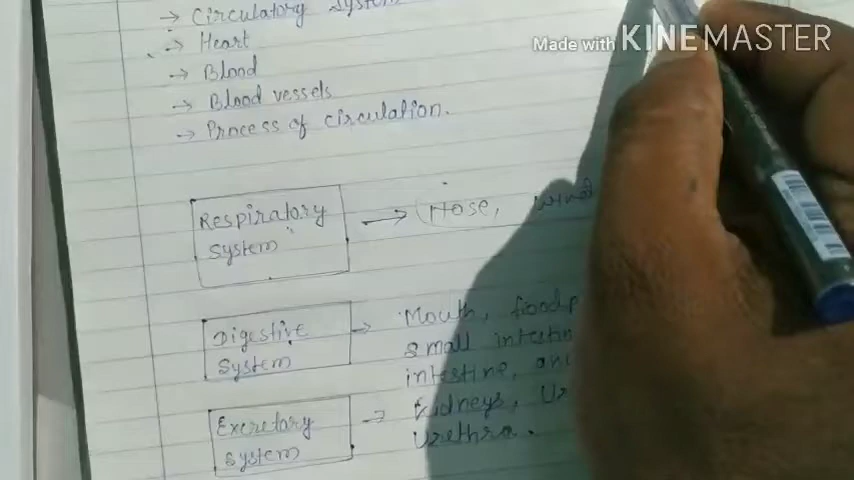 → Circulatory System
→ Heart
→ Blood
→ Blood vessels
→ Process of circulation.
Respiratory System → Nose,
Digestive System → Mouth,
small
intestine,
Excretory System → Kidneys,
Urethra.
Made with KINEMASTER